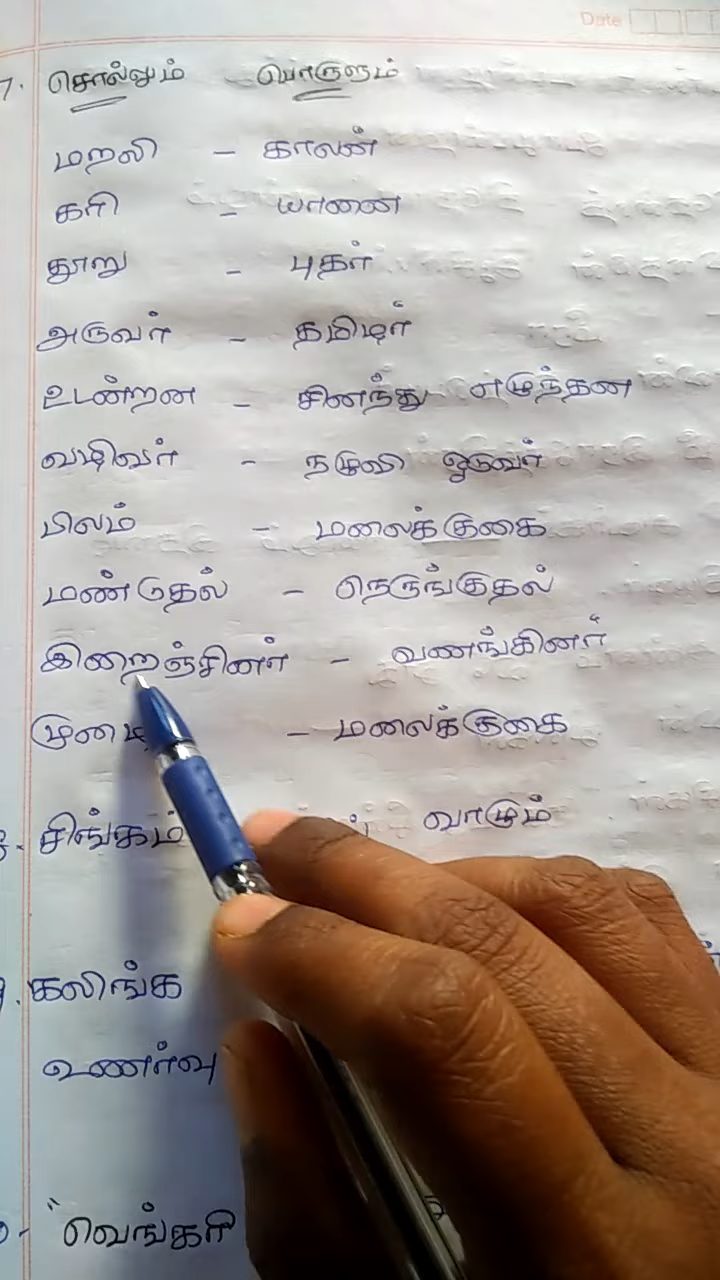 Date
7. சொல்லும் பொருளும்
மறலி - காலன்
கரி - யானை
தூறு - புதர்
அருவர் - தமிழர்
உடன்றன - சினந்து எழுந்தன
வழிவர் - நழுவி ஓடுவர்
பிலம் - மலைக்குகை
மண்டுதல் - நெருங்குதல்
இறைஞ்சினர் - வணங்கினர்
- மலைக்குகை
சிங்கம் வாழும்
கலிங்க
உணர்வு
"வெங்கரி